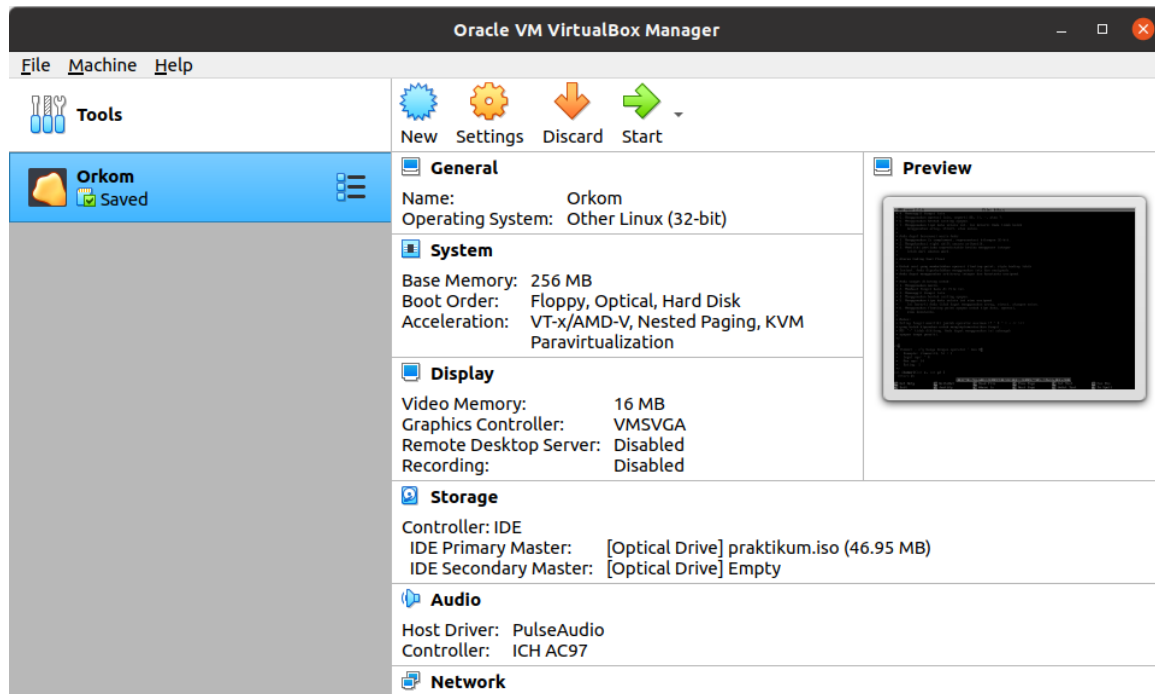 Oracle VM VirtualBox Manager
File Machine Help
Tools
New Settings Discard Start
Orkom
Saved
General
Name: Orkom
Operating System: Other Linux (32-bit)
System
Base Memory: 256 MB
Boot Order: Floppy, Optical, Hard Disk
Acceleration: VT-x/AMD-V, Nested Paging, KVM
Paravirtualization
Display
Video Memory: 16 MB
Graphics Controller: VMSVGA
Remote Desktop Server: Disabled
Recording: Disabled
Preview
Storage
Controller: IDE
IDE Primary Master: [Optical Drive] praktikum.iso (46.95 MB)
IDE Secondary Master: [Optical Drive] Empty
Audio
Host Driver: PulseAudio
Controller: ICH AC97
Network